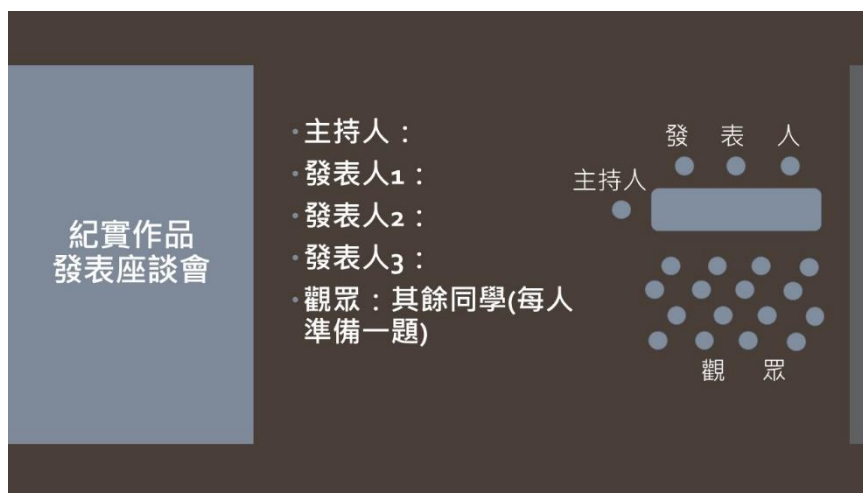 紀實作品
發表座談會
·主持人：
·發表人1：
·發表人2：
·發表人3：
·觀眾：其餘同學(每人
準備一題)
發 表 人
主持人
觀 眾